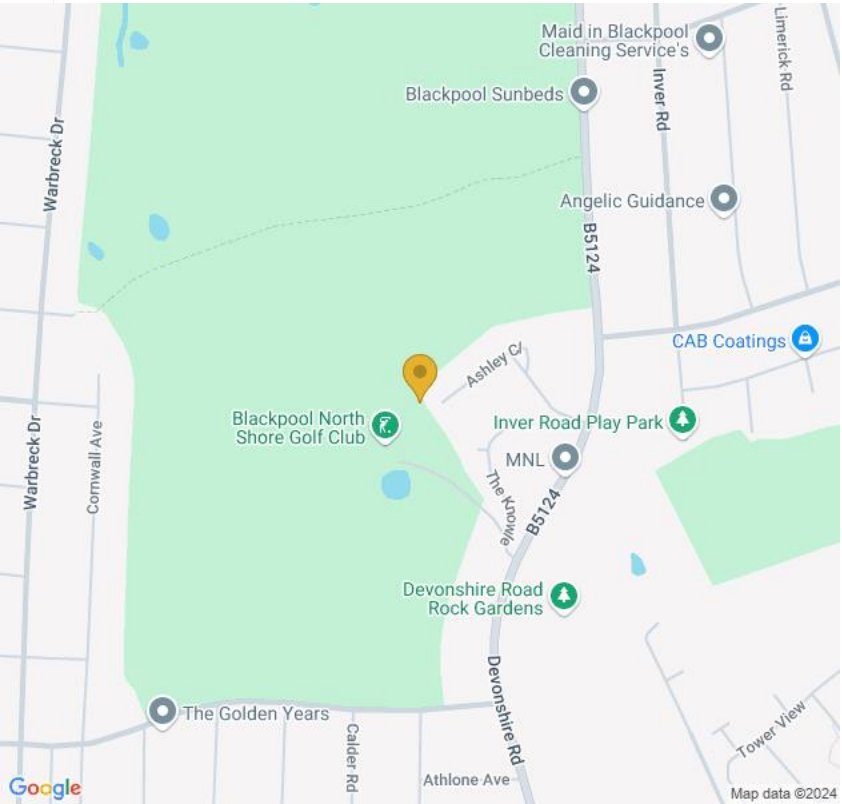 Maid in Blackpool
Cleaning Service's
Limerick Rd
Blackpool Sunbeds
Inver Rd
Warbreck Dr
Angelic Guidance
B5124
CAB Coatings
Ashley Cl
Blackpool North
Shore Golf Club
Inver Road Play Park
Warbreck Dr
Cornwall Ave
MNL
The Knowle
B5124
Devonshire Road
Rock Gardens
Devonshire Rd
The Golden Years
Calder Rd
Tower View
Athlone Ave
Google
Map data ©2024